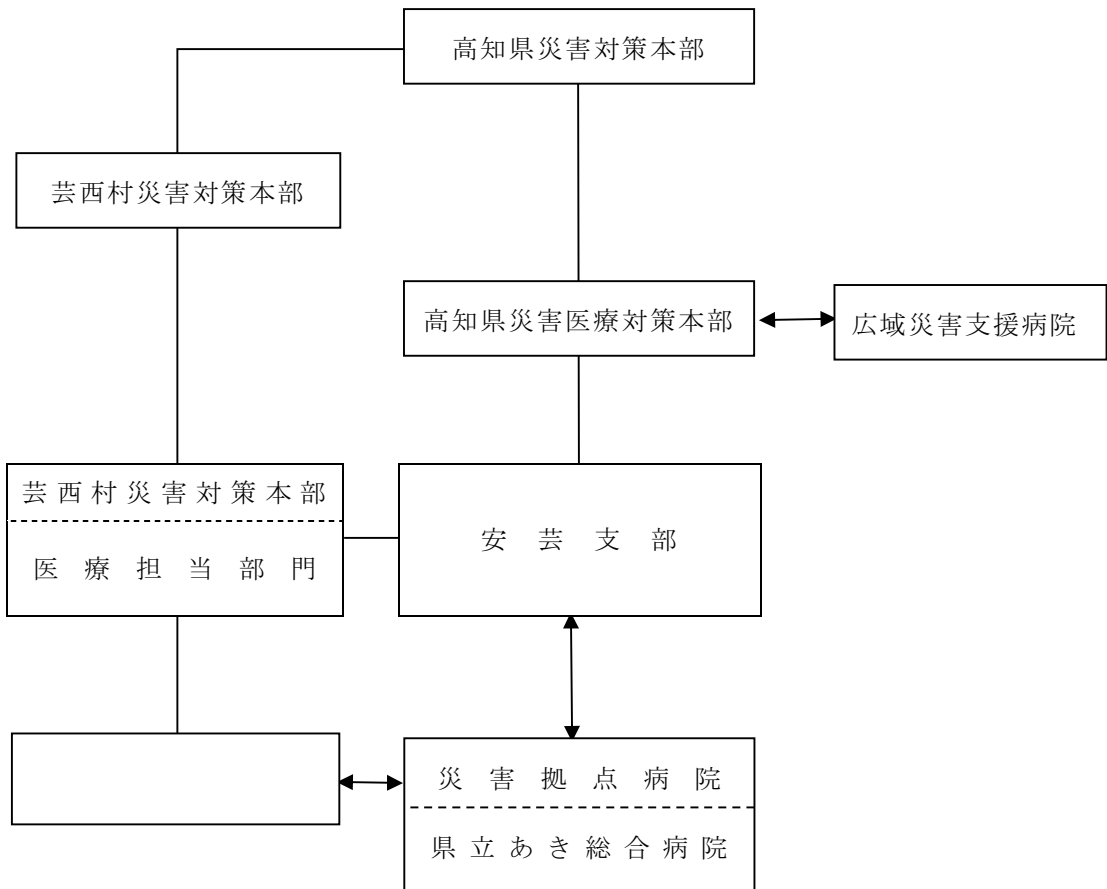 高知県災害対策本部
芸西村災害対策本部
高知県災害医療対策本部
広域災害支援病院
芸西村災害対策本部
医療担当部門
安芸支部
災害拠点病院
県立あき総合病院